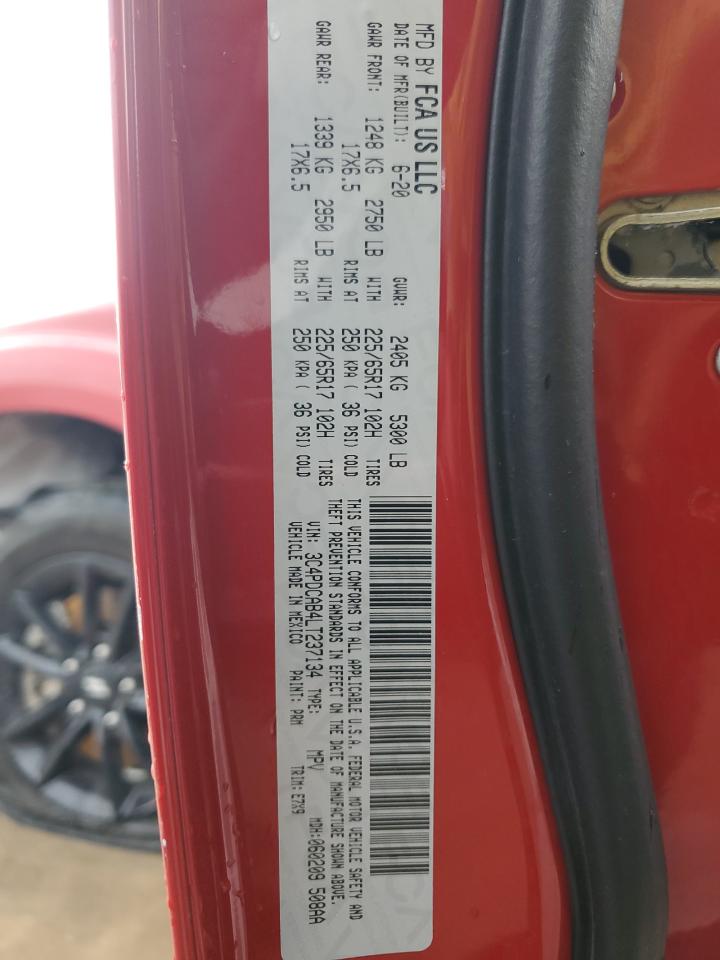 MFD BY FCA US LLC
DATE OF MFR(BUILT): 6-20 GVWR: 2405 KG 5300 LB
GAWR FRONT: 1248 KG 2750 LB WITH 225/65R17 102H TIRES
17X6.5 RIMS AT 250 KPA ( 36 PSI) COLD
GAWR REAR: 1339 KG 2950 LB WITH 225/65R17 102H TIRES
17X6.5 RIMS AT 250 KPA ( 36 PSI) COLD
THIS VEHICLE CONFORMS TO ALL APPLICABLE U.S.A. FEDERAL MOTOR VEHICLE SAFETY AND
THEFT PREVENTION STANDARDS IN EFFECT ON THE DATE OF MANUFACTURE SHOWN ABOVE.
VIN: 3C4PDCAB4LT237134 TYPE: MPV MDH:060209 508AA
VEHICLE MADE IN MEXICO PAINT: PRM TRIM: E7X9